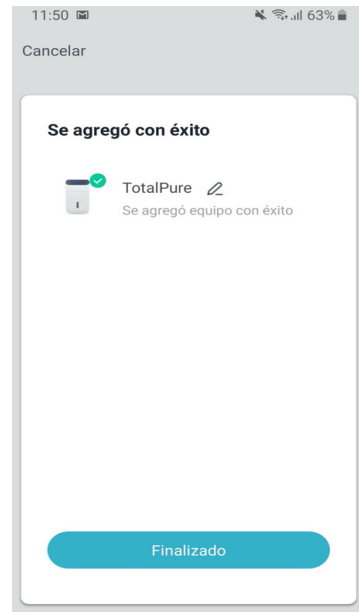 11:50 63%
Cancelar
Se agregó con éxito
TotalPure
Se agregó equipo con éxito
Finalizado